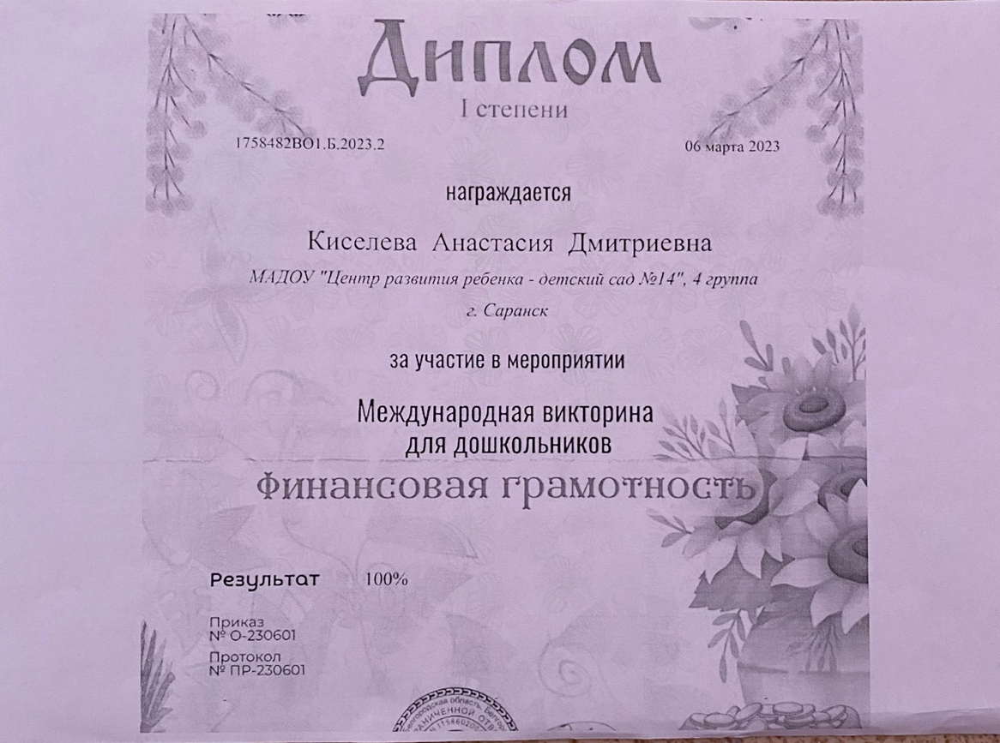 Диплом
I степени
1758482ВО1.Б.2023.2
06 марта 2023
награждается
Киселева Анастасия Дмитриевна
МАДОУ "Центр развития ребенка - детский сад №14", 4 группа
г. Саранск
за участие в мероприятии
Международная викторина
для дошкольников
Финансовая грамотность
Результат 100%
Приказ
№ О-230601
Протокол
№ ПР-230601